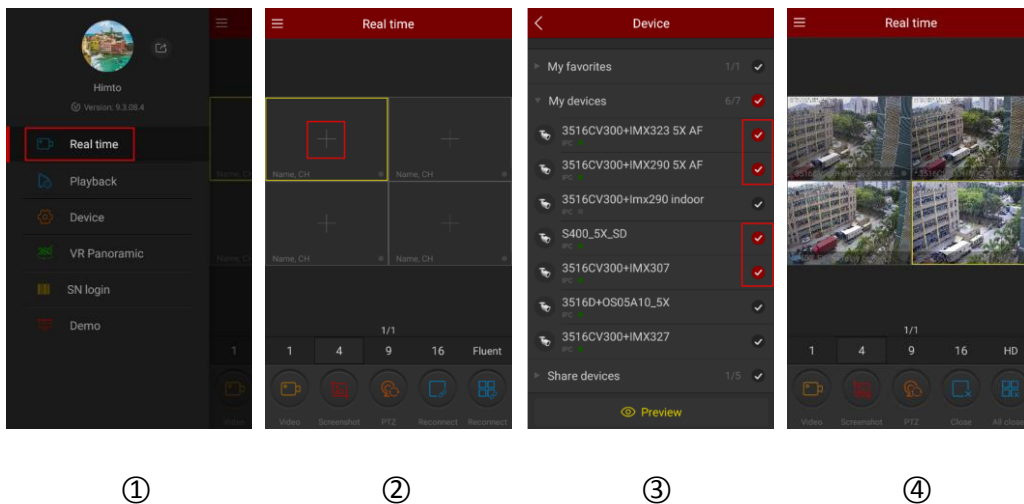 Himto
Version: 9.3.08.4
Real time
Playback
Device
VR Panoramic
SN login
Demo
Name, CH
Name, CH
1
Video
①
Real time
Name, CH
Name, CH
Name, CH
Name, CH
1/1
1 4 9 16 Fluent
Video Screenshot PTZ Reconnect Reconnect
②
Device
My favorites 1/1
My devices 6/7
3516CV300+IMX323 5X AF
IPC
3516CV300+IMX290 5X AF
IPC
3516CV300+Imx290 indoor
IPC
S400_5X_SD
IPC
3516CV300+IMX307
IPC
3516D+OS05A10_5X
IPC
3516CV300+IMX327
IPC
Share devices 1/5
Preview
③
Real time
1/1
1 4 9 16 HD
Video Screenshot PTZ Close All close
④